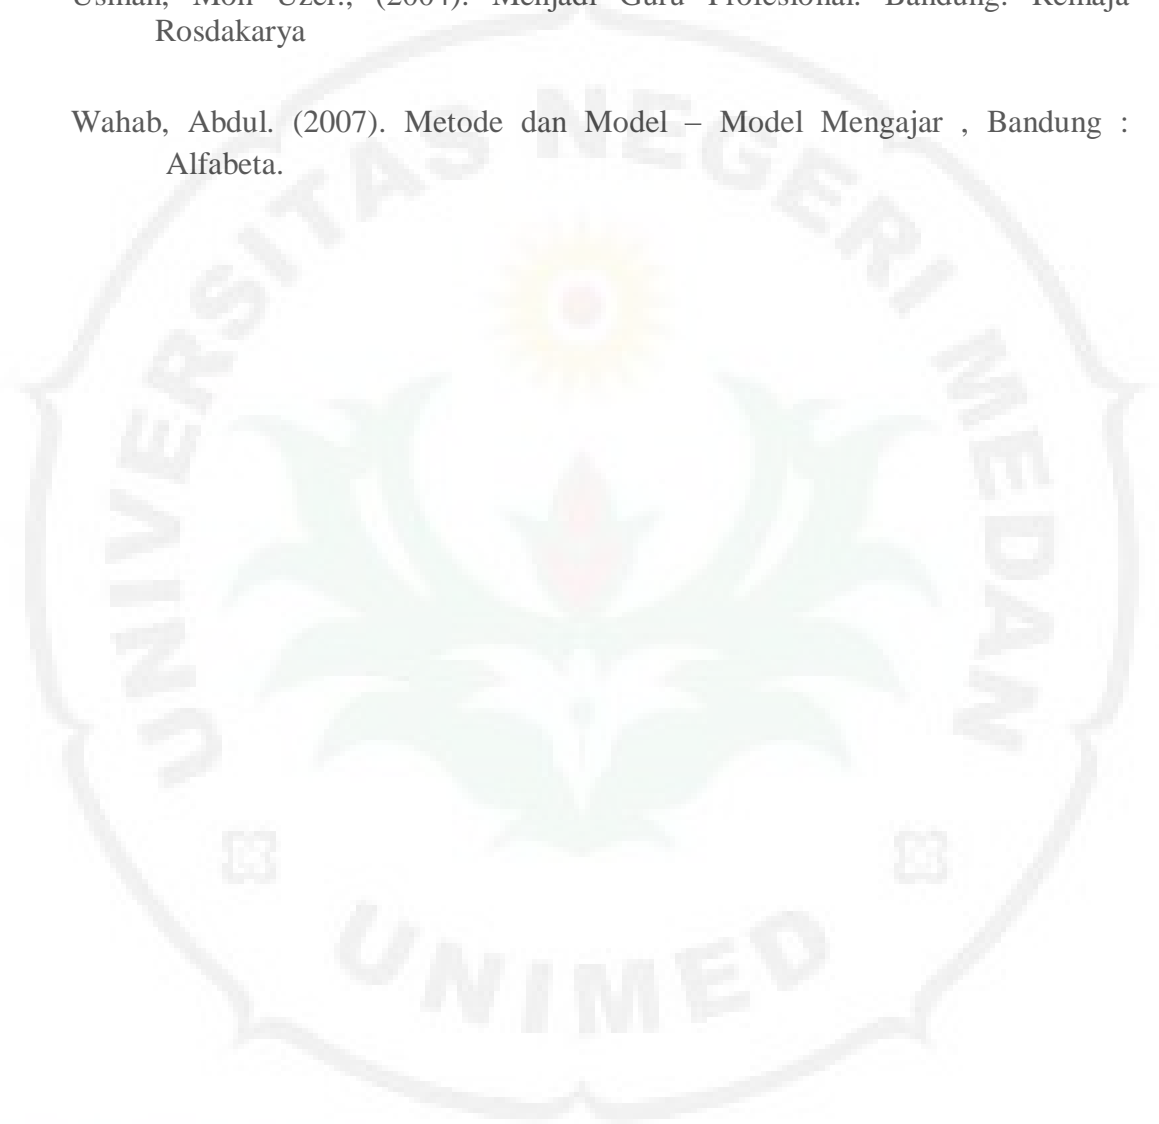 Usman, Moh Uzer., (2004). Menjadi Guru Profesional. Bandung: Remaja
Rosdakarya
Wahab, Abdul. (2007). Metode dan Model – Model Mengajar , Bandung :
Alfabeta.
UNIVERSITAS NEGERI MEDAN
UNIMED